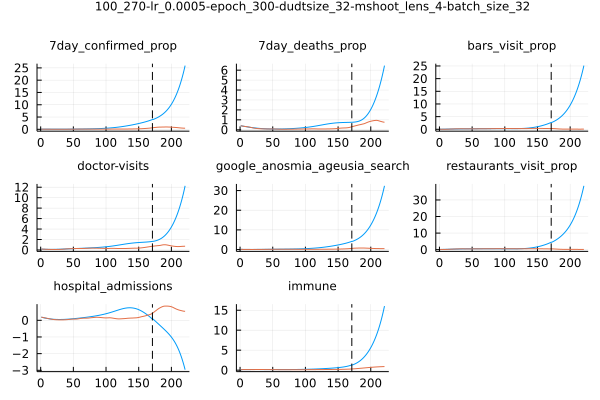 100_270-lr_0.0005-epoch_300-dudtsize_32-mshoot_lens_4-batch_size_32
7day_confirmed_prop 7day_deaths_prop bars_visit_prop
25 6 25
20 5 20
15 4 15
10 3 10
5 2 5
0 1 0
0
0 50 100 150 200 0 50 100 150 200 0 50 100 150 200
doctor-visits google_anosmia_ageusia_search restaurants_visit_prop
12 30 30
10 20 20
8 10 10
6 0 0
4
2
0
0 50 100 150 200 0 50 100 150 200 0 50 100 150 200
hospital_admissions immune
0 15
-1 10
-2 5
-3 0
0 50 100 150 200 0 50 100 150 200